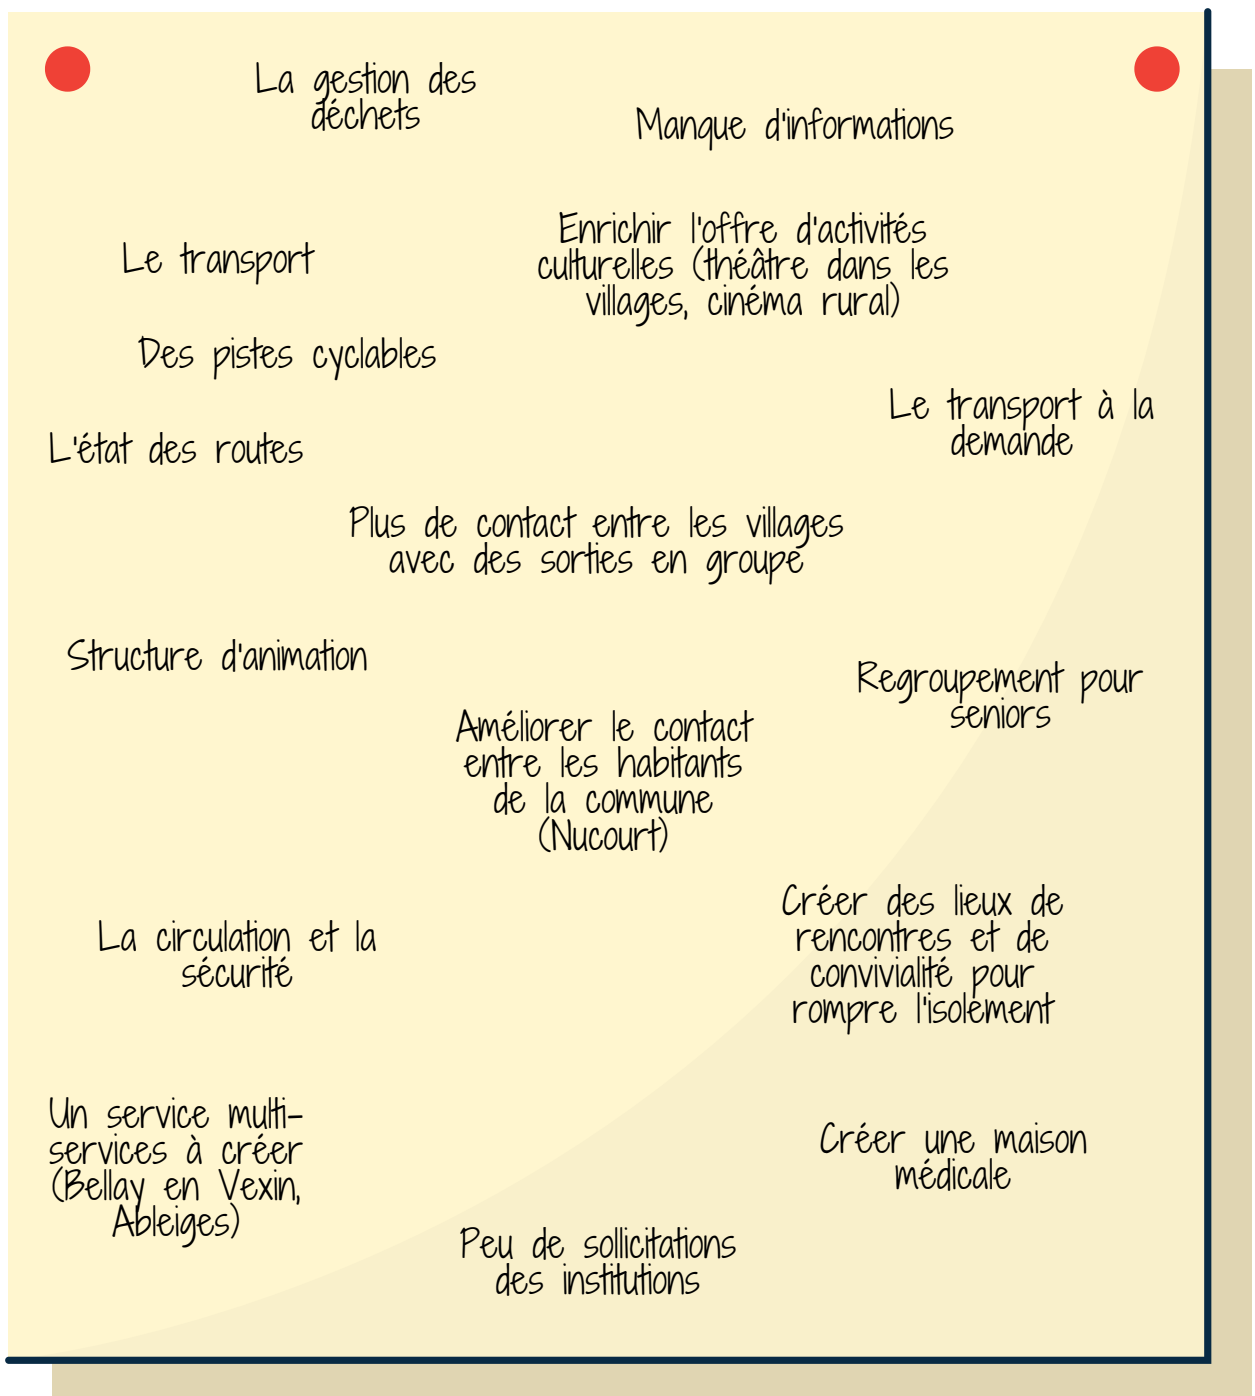 La gestion des
déchets
Manque d'informations
Enrichir l'offre d'activités
culturelles (théâtre dans les
villages, cinéma rural)
Le transport
Des pistes cyclables
Le transport à la
demande
L'état des routes
Plus de contact entre les villages
avec des sorties en groupe
Structure d'animation
Regroupement pour
seniors
Améliorer le contact
entre les habitants
de la commune
(Nucourt)
Créer des lieux de
rencontres et de
convivialité pour
rompre l'isolement
La circulation et la
sécurité
Un service multi-
services à créer
(Bellay en Vexin,
Ableiges)
Créer une maison
médicale
Peu de sollicitations
des institutions